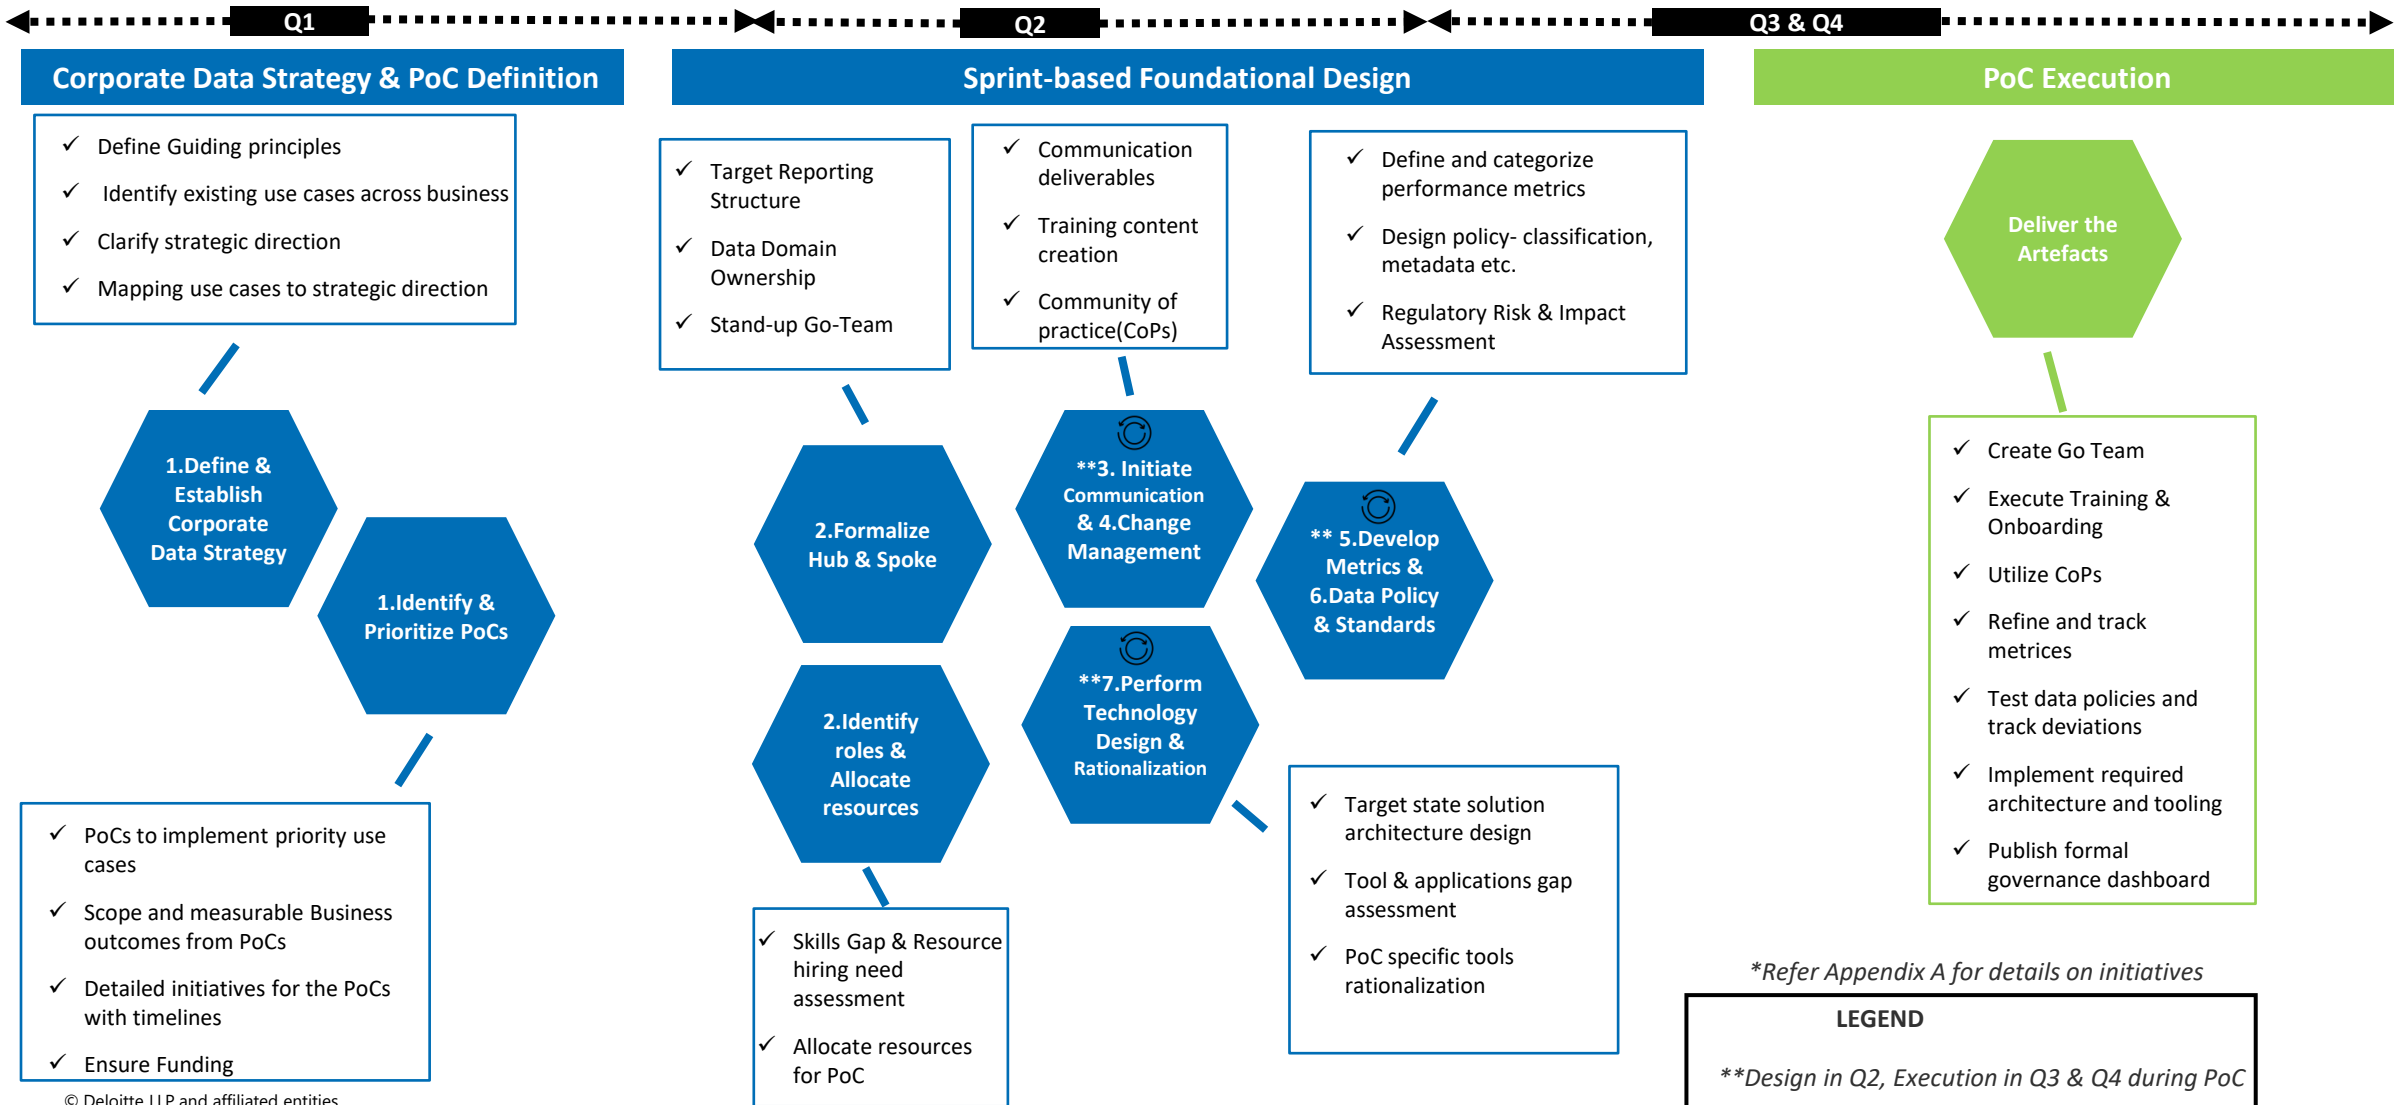 Q1
Q2
Q3 & Q4
Corporate Data Strategy & PoC Definition
Sprint-based Foundational Design
PoC Execution
✓ Define Guiding principles
✓ Identify existing use cases across business
✓ Clarify strategic direction
✓ Mapping use cases to strategic direction
1.Define &
Establish
Corporate
Data Strategy
1.Identify &
Prioritize PoCs
✓ PoCs to implement priority use
cases
✓ Scope and measurable Business
outcomes from PoCs
✓ Detailed initiatives for the PoCs
with timelines
✓ Ensure Funding
© Deloitte LLP and affiliated entities
✓ Target Reporting
Structure
✓ Data Domain
Ownership
✓ Stand-up Go-Team
2.Formalize
Hub & Spoke
2.Identify
roles &
Allocate
resources
✓ Skills Gap & Resource
hiring need
assessment
✓ Allocate resources
for PoC
✓ Communication
deliverables
✓ Training content
creation
✓ Community of
practice(CoPs)
**3. Initiate
Communication
& 4.Change
Management
**7.Perform
Technology
Design &
Rationalization
✓ Define and categorize
performance metrics
✓ Design policy- classification,
metadata etc.
✓ Regulatory Risk & Impact
Assessment
** 5.Develop
Metrics &
6.Data Policy
& Standards
✓ Target state solution
architecture design
✓ Tool & applications gap
assessment
✓ PoC specific tools
rationalization
Deliver the
Artefacts
✓ Create Go Team
✓ Execute Training &
Onboarding
✓ Utilize CoPs
✓ Refine and track
metrices
✓ Test data policies and
track deviations
✓ Implement required
architecture and tooling
✓ Publish formal
governance dashboard
*Refer Appendix A for details on initiatives
LEGEND
**Design in Q2, Execution in Q3 & Q4 during PoC